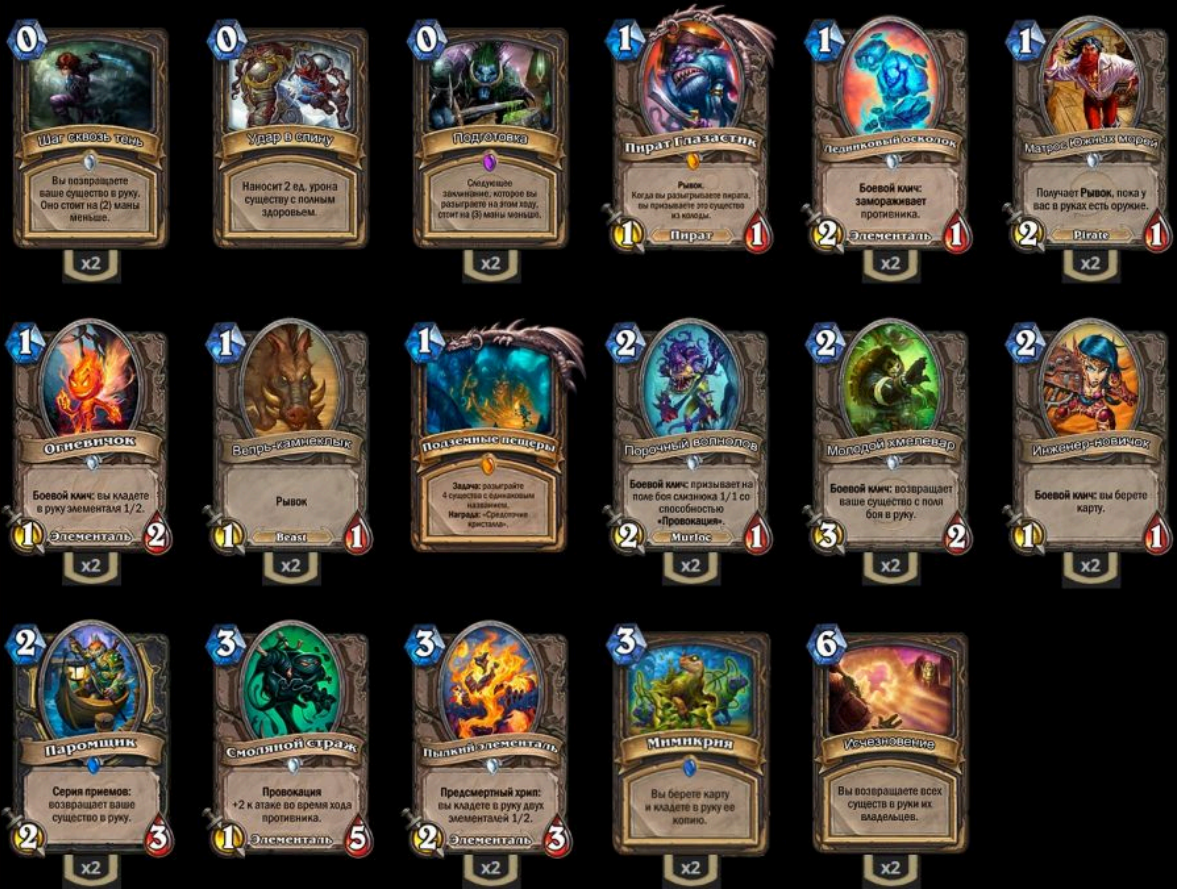 0
Шаг сквозь тень
Вы возвращаете
ваше существо в руку.
Оно стоит на (2) маны
меньше.
x2
0
Удар в спину
Наносит 2 ед. урона
существу с полным
здоровьем.
0
Подготовка
Следующее
заклинание, которое вы
разыграете на этом ходу,
стоит на (3) маны меньше.
x2
1
Пират Глазастик
Рывок.
Когда вы разыгрываете пирата,
вы призываете это существо
из колоды.
1 Пират 1
1
Ледниковый осколок
Боевой клич:
замораживает
противника.
2 Элементаль 1
x2
1
Матрос Южных морей
Получает Рывок, пока у
вас в руках есть оружие.
2 Pirate 1
x2
1
Огневичок
Боевой клич: вы кладете
в руку элементаля 1/2.
1 Элементаль 2
x2
1
Вепрь-камнеклык
Рывок
1 Beast 1
x2
1
Подземные пещеры
Задача: разыграйте
4 существа с одинаковым
названием.
Награда: «Средоточие
кристалла».
2
Порочный волнолов
Боевой клич: призывает на
поле боя слизнюка 1/1 со
способностью
«Провокация».
2 Murloc 1
x2
2
Молодой хмелевар
Боевой клич: возвращает
ваше существо с поля
боя в руку.
3 2
x2
2
Инженер-новичок
Боевой клич: вы берете
карту.
1 1
x2
2
Паромщик
Серия приемов:
возвращает ваше
существо в руку.
2 3
x2
3
Смоляной страж
Провокация
+2 к атаке во время хода
противника.
1 Элементаль 5
x2
3
Пылкий элементаль
Предсмертный хрип:
вы кладете в руку двух
элементалей 1/2.
2 Элементаль 3
x2
3
Мимикрия
Вы берете карту
и кладете в руку ее
копию.
x2
6
Исчезновение
Вы возвращаете всех
существ в руки их
владельцев.
x2